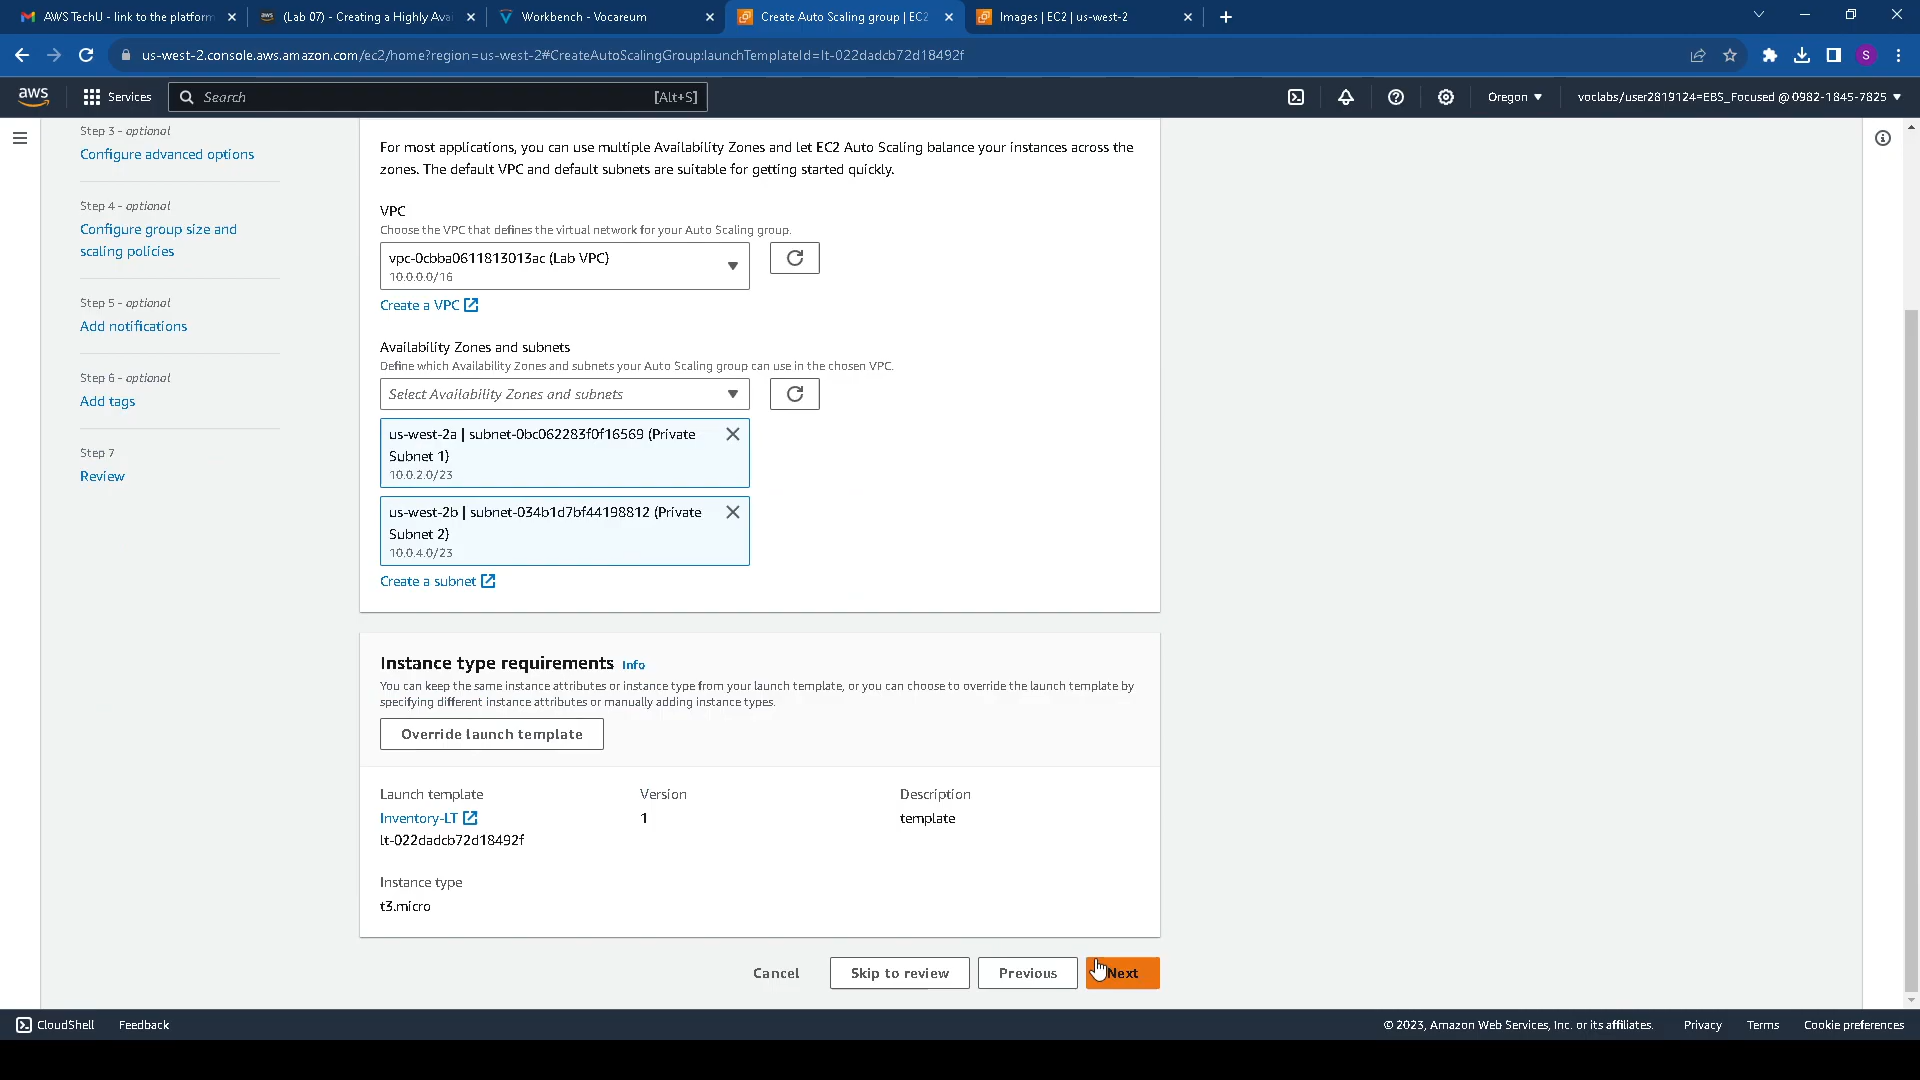 AWS TechU - link to the platform
(Lab 07) - Creating a Highly Ava
Workbench - Vocareum
Create Auto Scaling group | EC2
Images | EC2 | us-west-2
us-west-2.console.aws.amazon.com/ec2/home?region=us-west-2#CreateAutoScalingGroup:launchTemplateId=lt-022dadcb72d18492f
S
aws
Services
Search
[Alt+S]
Oregon
voclabs/user2819124=EBS_Focused @ 0982-1845-7825
Step 3 - optional
Configure advanced options
Step 4 - optional
Configure group size and
scaling policies
Step 5 - optional
Add notifications
Step 6 - optional
Add tags
Step 7
Review
For most applications, you can use multiple Availability Zones and let EC2 Auto Scaling balance your instances across the
zones. The default VPC and default subnets are suitable for getting started quickly.
VPC
Choose the VPC that defines the virtual network for your Auto Scaling group.
vpc-0cbba0611813013ac (Lab VPC)
10.0.0.0/16
Create a VPC
Availability Zones and subnets
Define which Availability Zones and subnets your Auto Scaling group can use in the chosen VPC.
Select Availability Zones and subnets
us-west-2a | subnet-0bc062283f0f16569 (Private
Subnet 1)
10.0.2.0/23
us-west-2b | subnet-034b1d7bf44198812 (Private
Subnet 2)
10.0.4.0/23
Create a subnet
Instance type requirements Info
You can keep the same instance attributes or instance type from your launch template, or you can choose to override the launch template by
specifying different instance attributes or manually adding instance types.
Override launch template
Launch template
Version
Description
Inventory-LT
1
template
lt-022dadcb72d18492f
Instance type
t3.micro
Cancel
Skip to review
Previous
Next
CloudShell
Feedback
© 2023, Amazon Web Services, Inc. or its affiliates.
Privacy
Terms
Cookie preferences